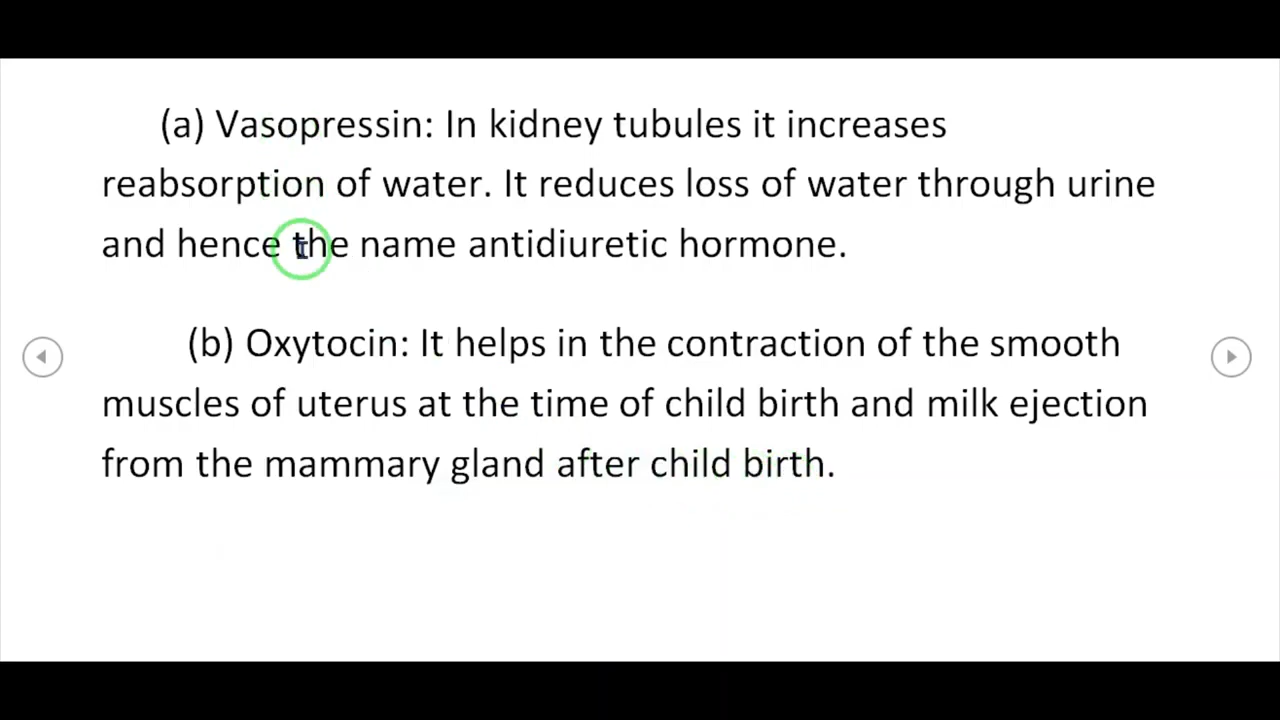 (a) Vasopressin: In kidney tubules it increases
reabsorption of water. It reduces loss of water through urine
and hence the name antidiuretic hormone.
(b) Oxytocin: It helps in the contraction of the smooth
muscles of uterus at the time of child birth and milk ejection
from the mammary gland after child birth.